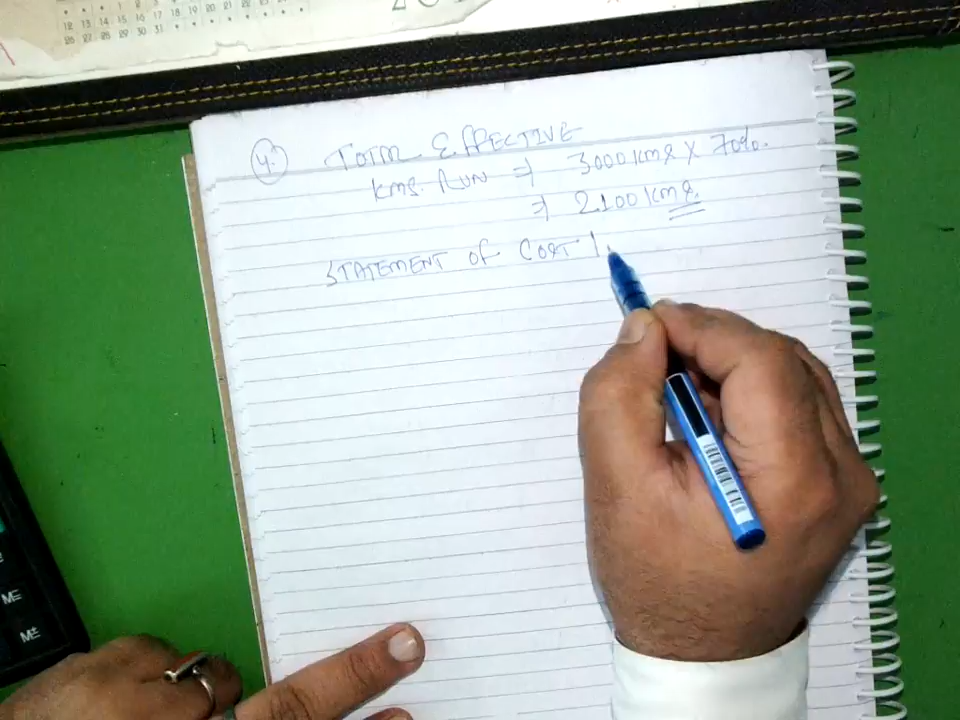 4. TOTAL EFFECTIVE
KMS. RUN ⇒ 3000 KMS X 70%.
⇒ 2100 KMS.
STATEMENT OF COST
M=
M±